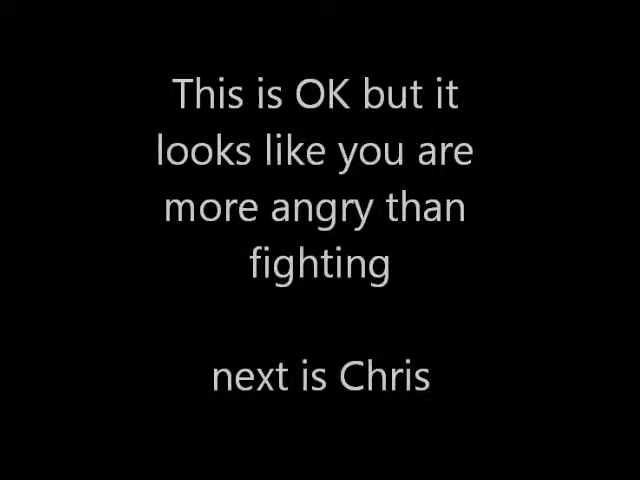 This is OK but it
looks like you are
more angry than
fighting
next is Chris